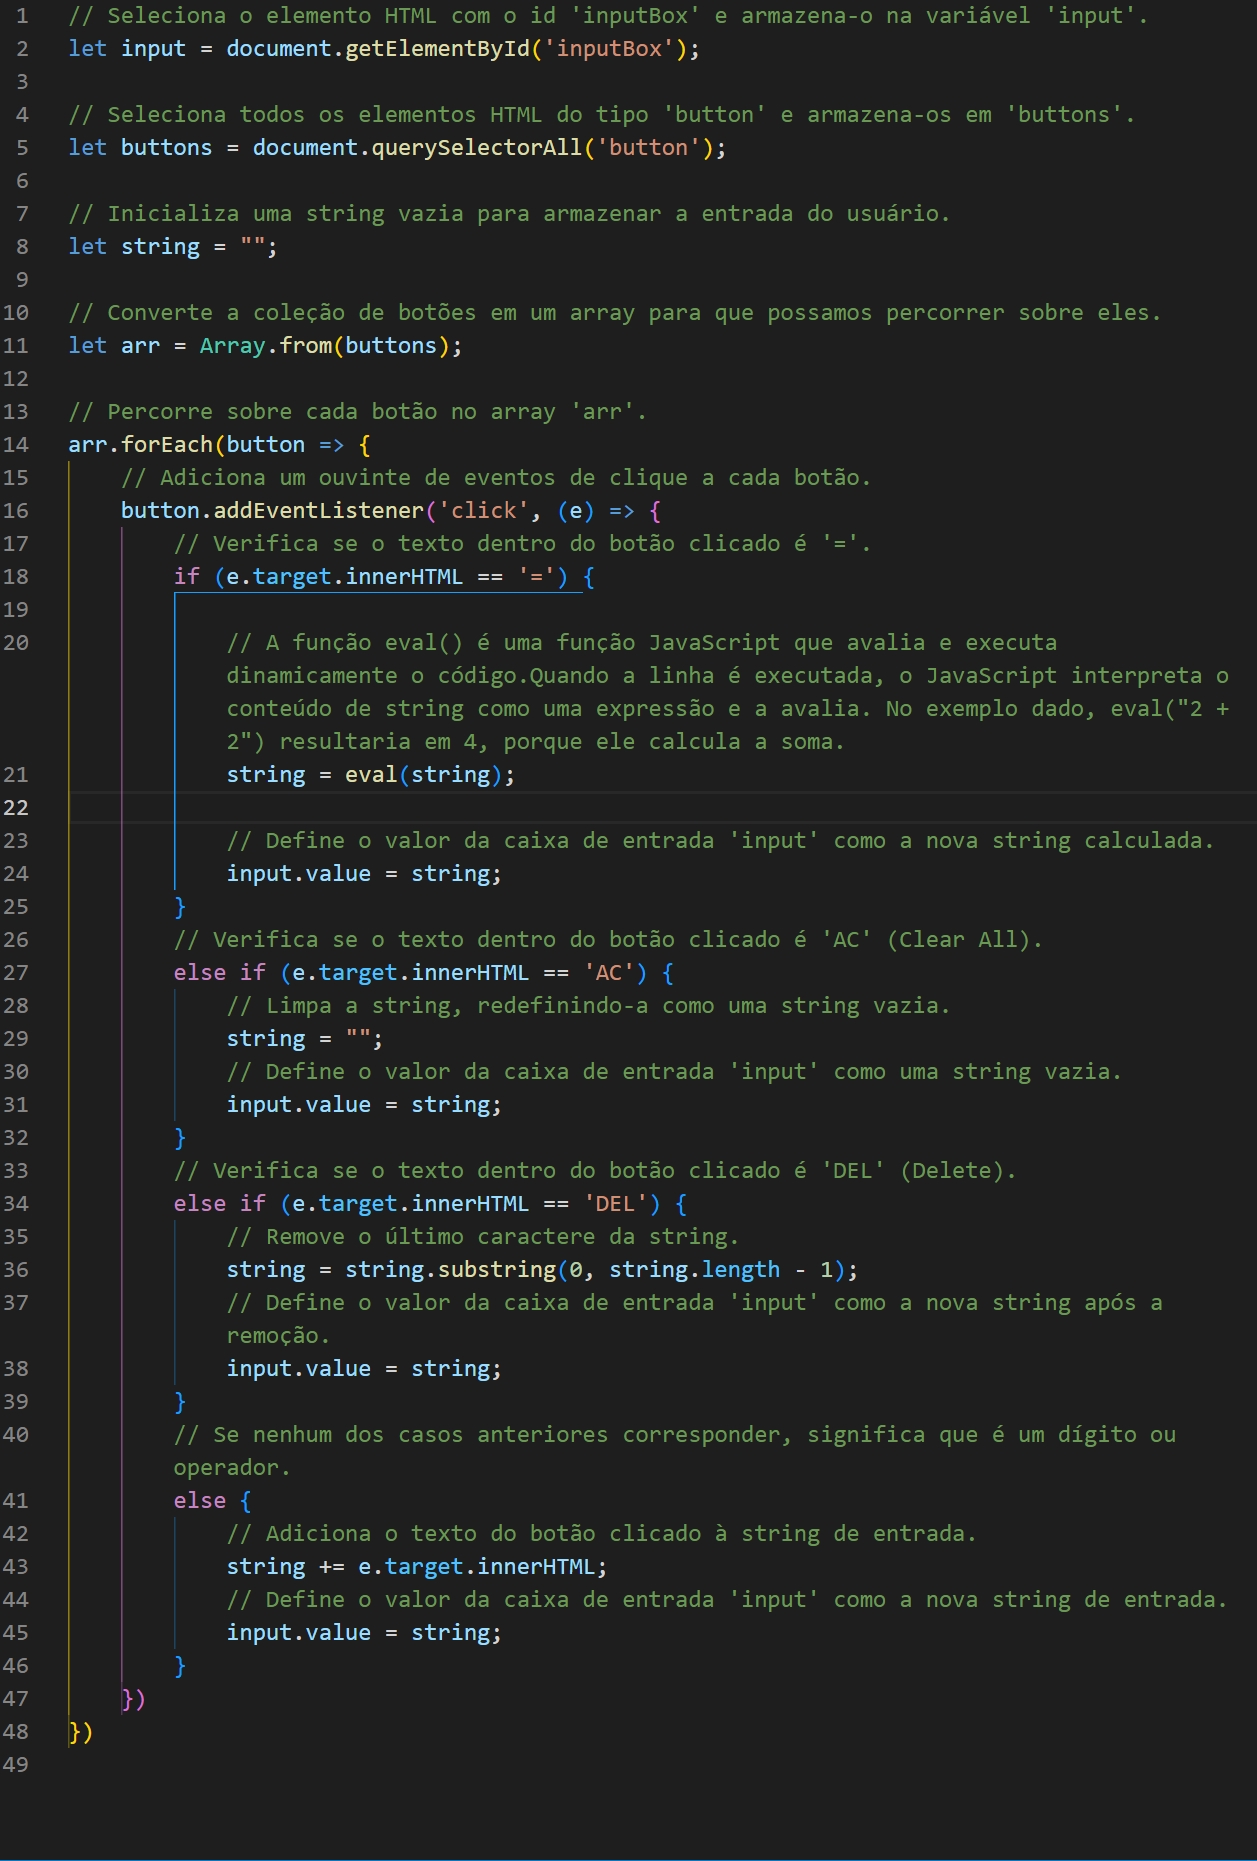 1 // Seleciona o elemento HTML com o id 'inputBox' e armazena-o na variável 'input'.
2 let input = document.getElementById('inputBox');
3
4 // Seleciona todos os elementos HTML do tipo 'button' e armazena-os em 'buttons'.
5 let buttons = document.querySelectorAll('button');
6
7 // Inicializa uma string vazia para armazenar a entrada do usuário.
8 let string = "";
9
10 // Converte a coleção de botões em um array para que possamos percorrer sobre eles.
11 let arr = Array.from(buttons);
12
13 // Percorre sobre cada botão no array 'arr'.
14 arr.forEach(button => {
15 // Adiciona um ouvinte de eventos de clique a cada botão.
16 button.addEventListener('click', (e) => {
17 // Verifica se o texto dentro do botão clicado é '='.
18 if (e.target.innerHTML == '=') {
19
20 // A função eval() é uma função JavaScript que avalia e executa
dinamicamente o código.Quando a linha é executada, o JavaScript interpreta o
conteúdo de string como uma expressão e a avalia. No exemplo dado, eval("2 +
2") resultaria em 4, porque ele calcula a soma.
21 string = eval(string);
22
23 // Define o valor da caixa de entrada 'input' como a nova string calculada.
24 input.value = string;
25 }
26 // Verifica se o texto dentro do botão clicado é 'AC' (Clear All).
27 else if (e.target.innerHTML == 'AC') {
28 // Limpa a string, redefinindo-a como uma string vazia.
29 string = "";
30 // Define o valor da caixa de entrada 'input' como uma string vazia.
31 input.value = string;
32 }
33 // Verifica se o texto dentro do botão clicado é 'DEL' (Delete).
34 else if (e.target.innerHTML == 'DEL') {
35 // Remove o último caractere da string.
36 string = string.substring(0, string.length - 1);
37 // Define o valor da caixa de entrada 'input' como a nova string após a
remoção.
38 input.value = string;
39 }
40 // Se nenhum dos casos anteriores corresponder, significa que é um dígito ou
operador.
41 else {
42 // Adiciona o texto do botão clicado à string de entrada.
43 string += e.target.innerHTML;
44 // Define o valor da caixa de entrada 'input' como a nova string de entrada.
45 input.value = string;
46 }
47 })
48 })
49